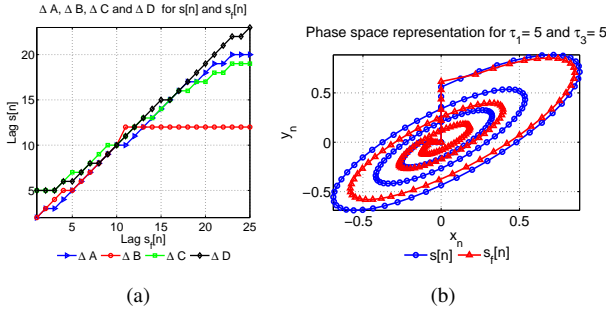 Δ A, Δ B, Δ C and Δ D for s[n] and s_f[n]
Lag s[n]
20
15
10
5
5 10 15 20 25
Lag s_f[n]
Δ A Δ B Δ C Δ D
(a)
Phase space representation for τ_1= 5 and τ_3= 5
y_n
0.5
0
−0.5
−0.5 0 0.5
x_n
s[n] s_f[n]
(b)